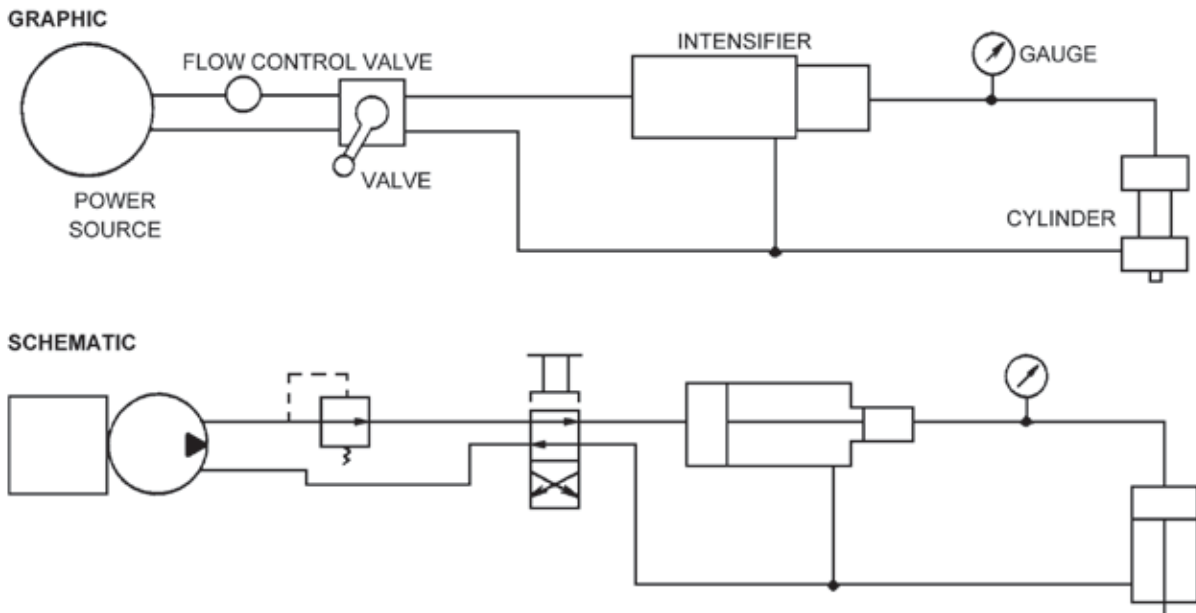 GRAPHIC
INTENSIFIER
FLOW CONTROL VALVE
GAUGE
VALVE
POWER
SOURCE
CYLINDER
SCHEMATIC